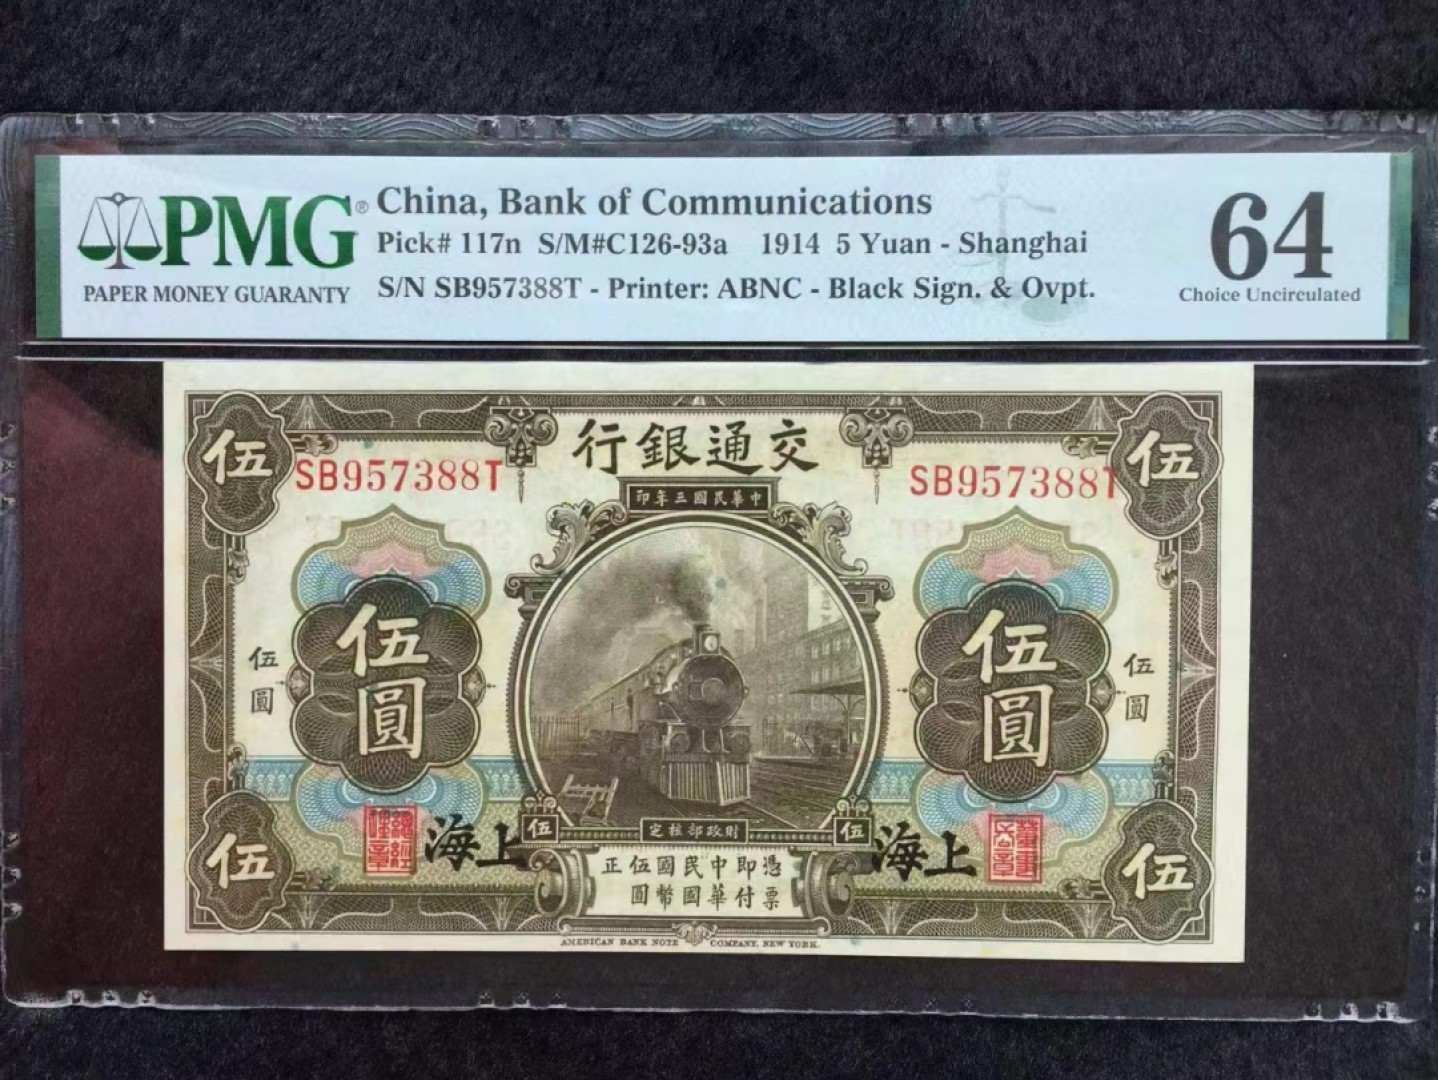 PMG®
PAPER MONEY GUARANTY
China, Bank of Communications
Pick# 117n S/M#C126-93a 1914 5 Yuan - Shanghai
S/N SB957388T - Printer: ABNC - Black Sign. & Ovpt.
64
Choice Uncirculated
行銀通交
伍
伍
SB957388T
SB957388T
印年三國民華中
伍圓
伍圓
伍圓
伍圓
海上
海上
伍
定核部政財
伍
伍
伍
正伍國民中即憑
圓幣國華付票
AMERICAN BANK NOTE COMPANY, NEW YORK.